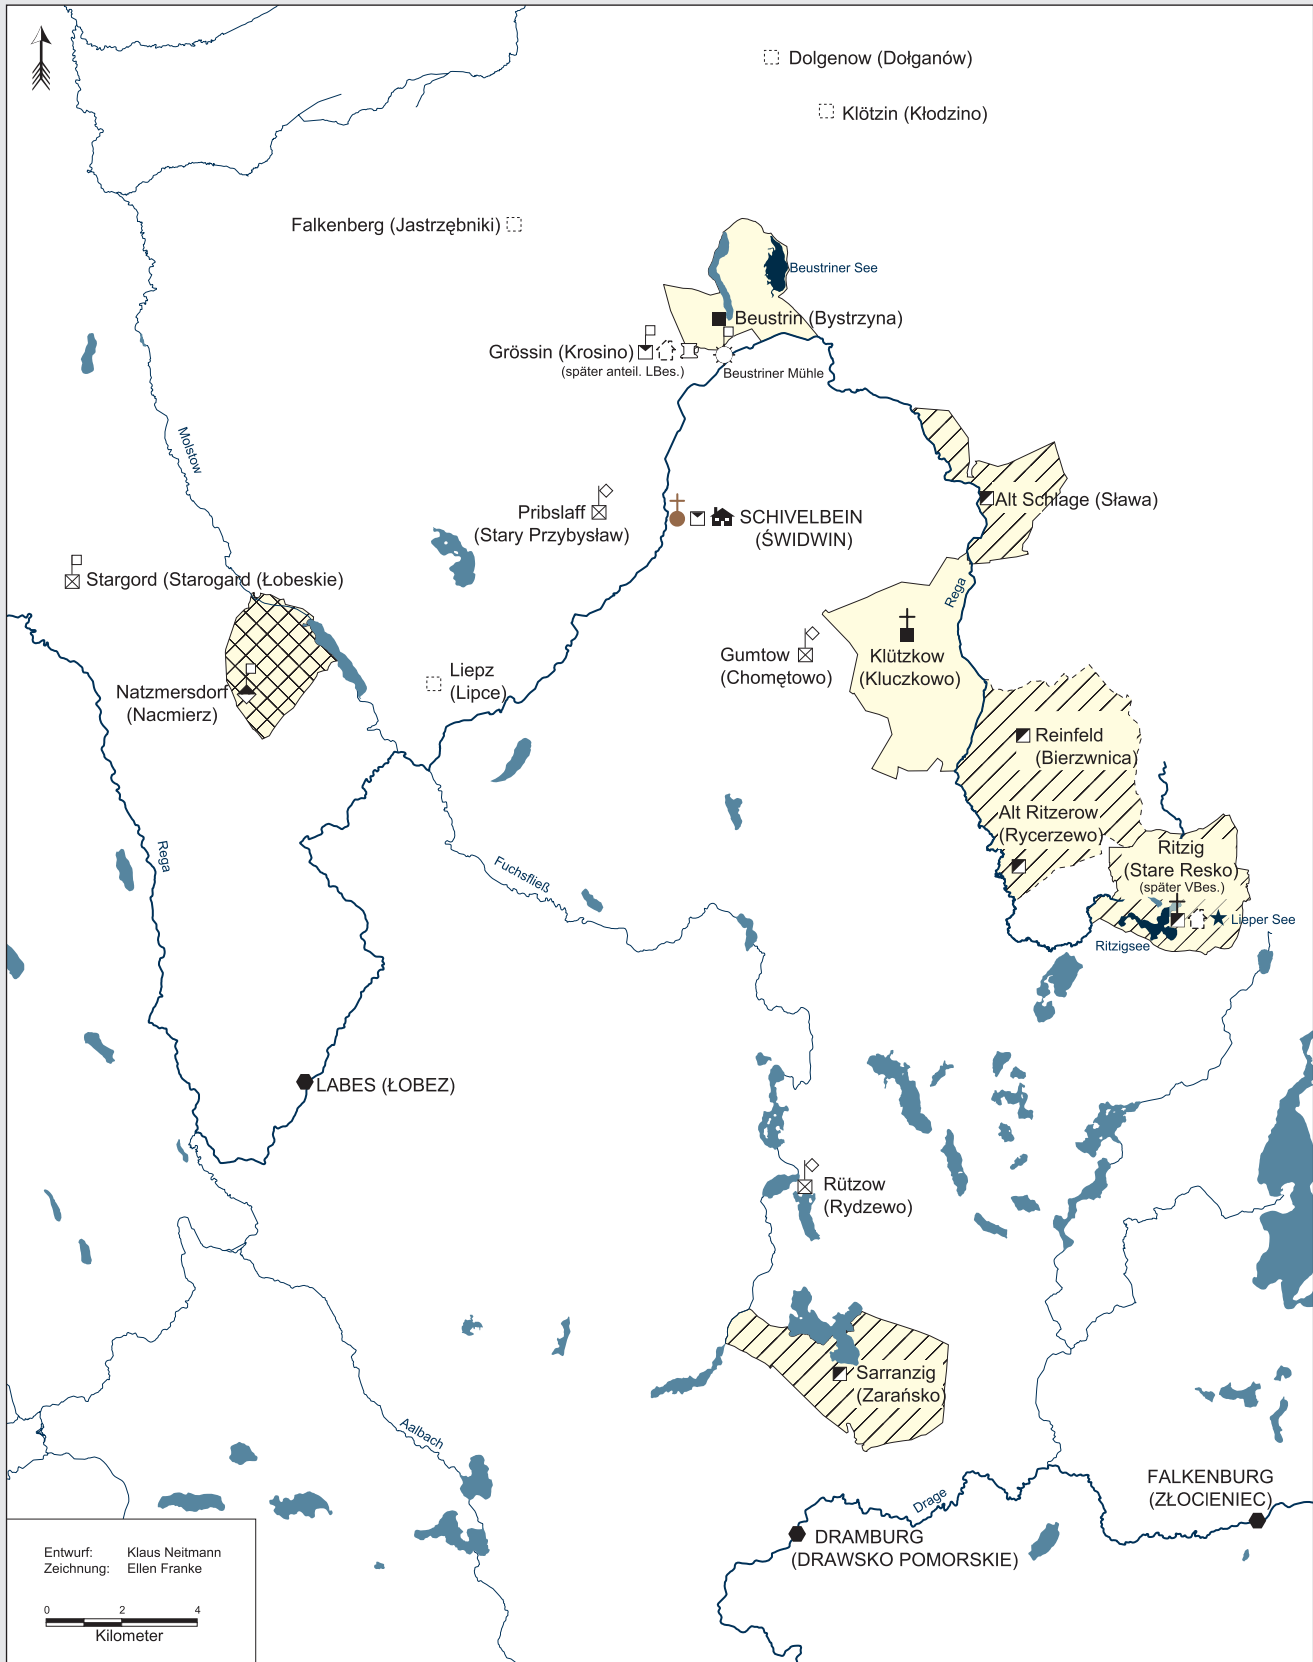 Dolgenow (Dołganów)
Klötzin (Kłodzino)
Falkenberg (Jastrzębniki)
Beustriner See
Beustrin (Bystrzyna)
Grössin (Krosino)
(später anteil. LBes.)
Beustriner Mühle
Molstow
Alt Schlage (Sława)
Pribslaff
(Stary Przybysław)
SCHIVELBEIN
(ŚWIDWIN)
Stargord (Starogard (Łobeskie)
Rega
Gumtow
(Chomętowo)
Klützkow
(Kluczkowo)
Liepz
(Lipce)
Natzmersdorf
(Nacmierz)
Reinfeld
(Bierzwnica)
Alt Ritzerow
(Rycerzewo)
Ritzig
(Stare Resko)
(später VBes.)
Rega
Fuchsfließ
Lieper See
Ritzigsee
LABES (ŁOBEZ)
Rützow
(Rydzewo)
Sarranzig
(Zarańsko)
Aalbach
FALKENBURG
(ZŁOCIENIEC)
Drage
DRAMBURG
(DRAWSKO POMORSKIE)
Entwurf: Klaus Neitmann
Zeichnung: Ellen Franke
0 2 4
Kilometer